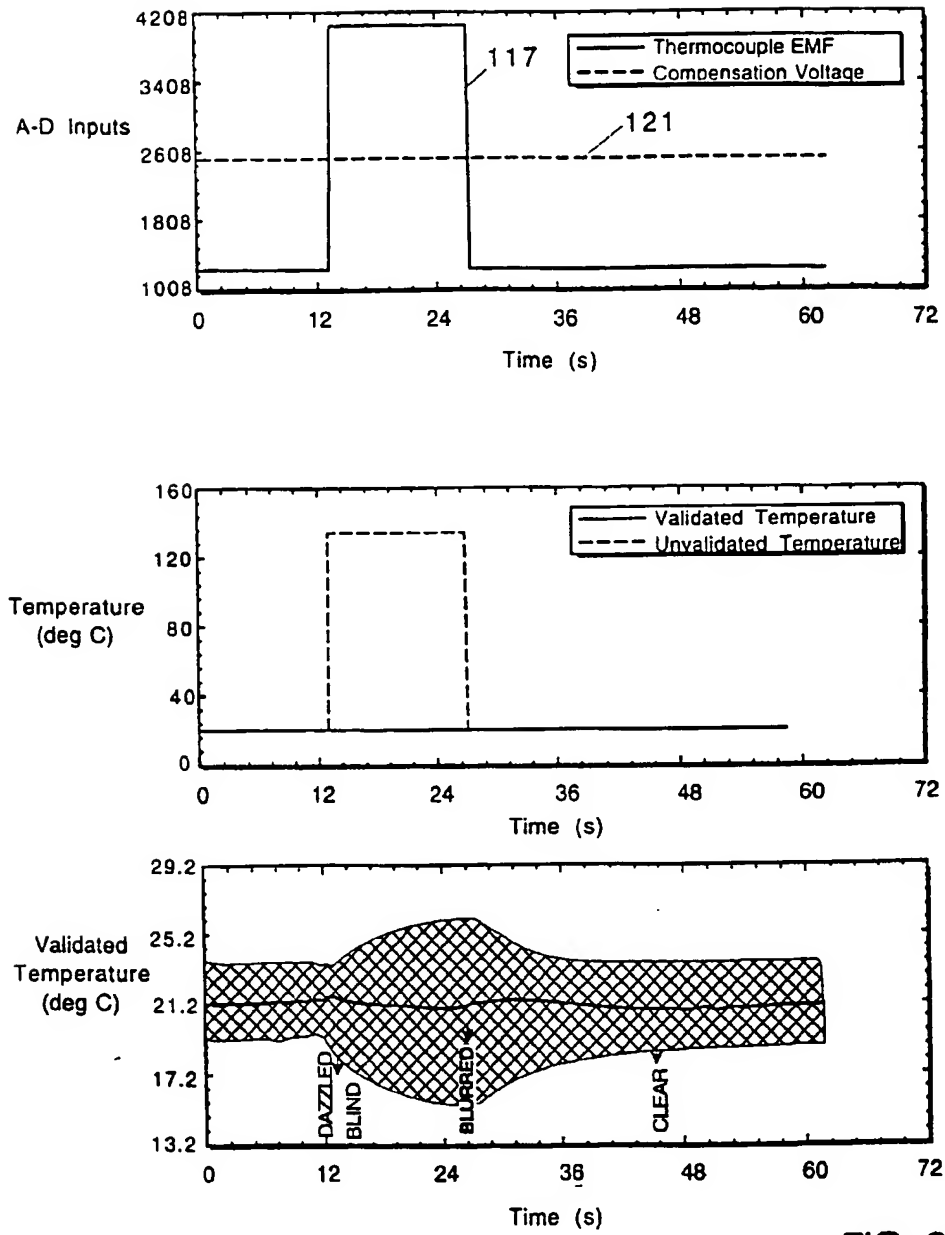 4208
3408
2608
1808
1008
A-D Inputs
Thermocouple EMF
Compensation Voltage
117
121
0 12 24 36 48 60 72
Time (s)
160
120
80
40
0
Temperature
(deg C)
Validated Temperature
Unvalidated Temperature
0 12 24 36 48 60 72
Time (s)
29.2
25.2
21.2
17.2
13.2
Validated
Temperature
(deg C)
DAZZLED
BLIND
BLURRED
CLEAR
0 12 24 36 48 60 72
Time (s)